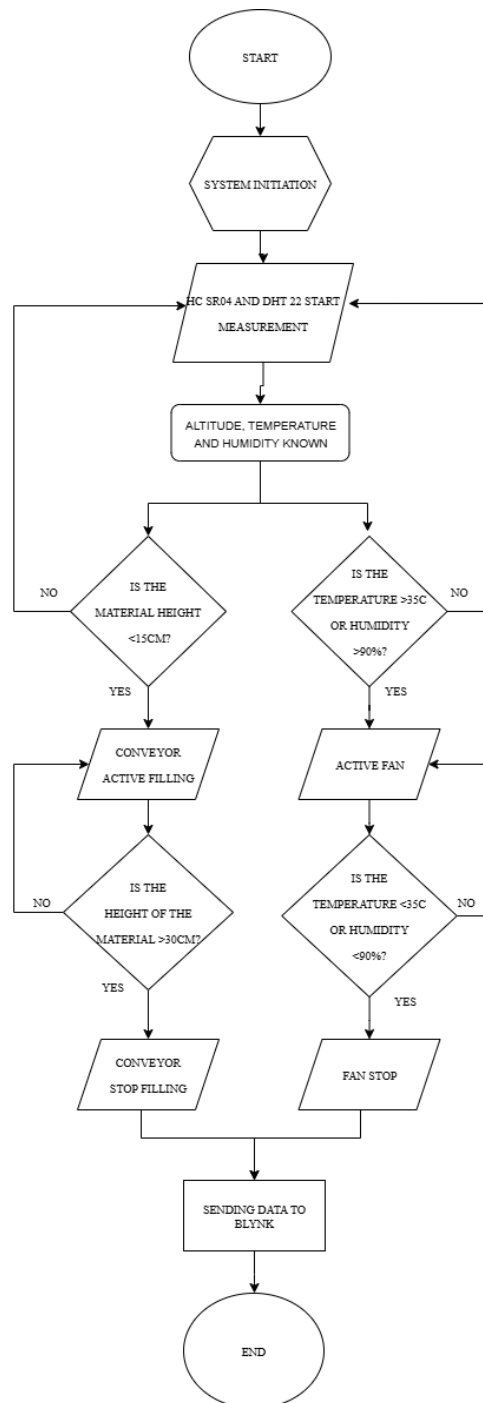 START
SYSTEM INITIATION
HC SR04 AND DHT 22 START
MEASUREMENT
ALTITUDE, TEMPERATURE
AND HUMIDITY KNOWN
NO
IS THE
MATERIAL HEIGHT
<15CM?
YES
IS THE
TEMPERATURE >35C
OR HUMIDITY
>90%?
NO
YES
CONVEYOR
ACTIVE FILLING
ACTIVE FAN
NO
IS THE
HEIGHT OF THE
MATERIAL >30CM?
YES
IS THE
TEMPERATURE <35C
OR HUMIDITY
<90%?
NO
YES
CONVEYOR
STOP FILLING
FAN STOP
SENDING DATA TO
BLYNK
END